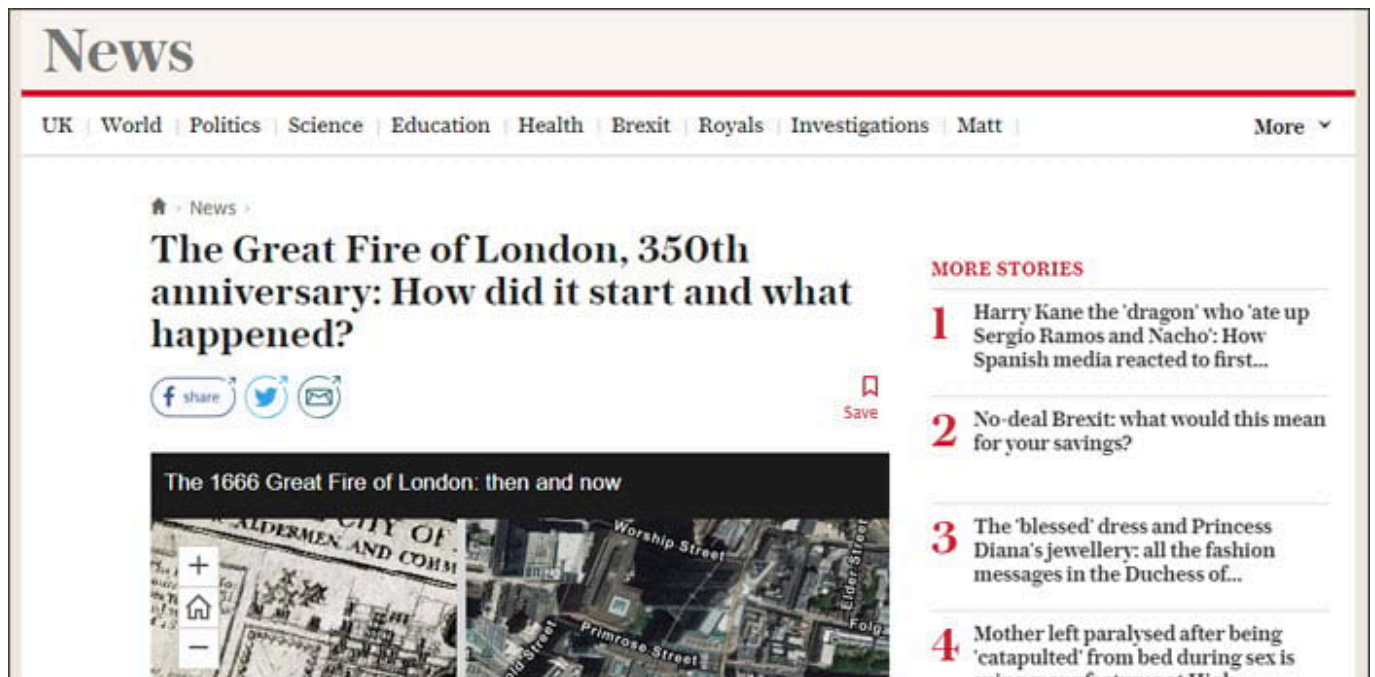 News
UK World Politics Science Education Health Brexit Royals Investigations Matt More
News
The Great Fire of London, 350th
anniversary: How did it start and what
happened?
share
Save
The 1666 Great Fire of London: then and now
CITY OF
ALDERMEN AND COMM
Worship Street
Elder Street
Primrose Street
Folg
MORE STORIES
1 Harry Kane the 'dragon' who 'ate up
Sergio Ramos and Nacho': How
Spanish media reacted to first...
2 No-deal Brexit: what would this mean
for your savings?
3 The 'blessed' dress and Princess
Diana's jewellery: all the fashion
messages in the Duchess of...
4 Mother left paralysed after being
'catapulted' from bed during sex is